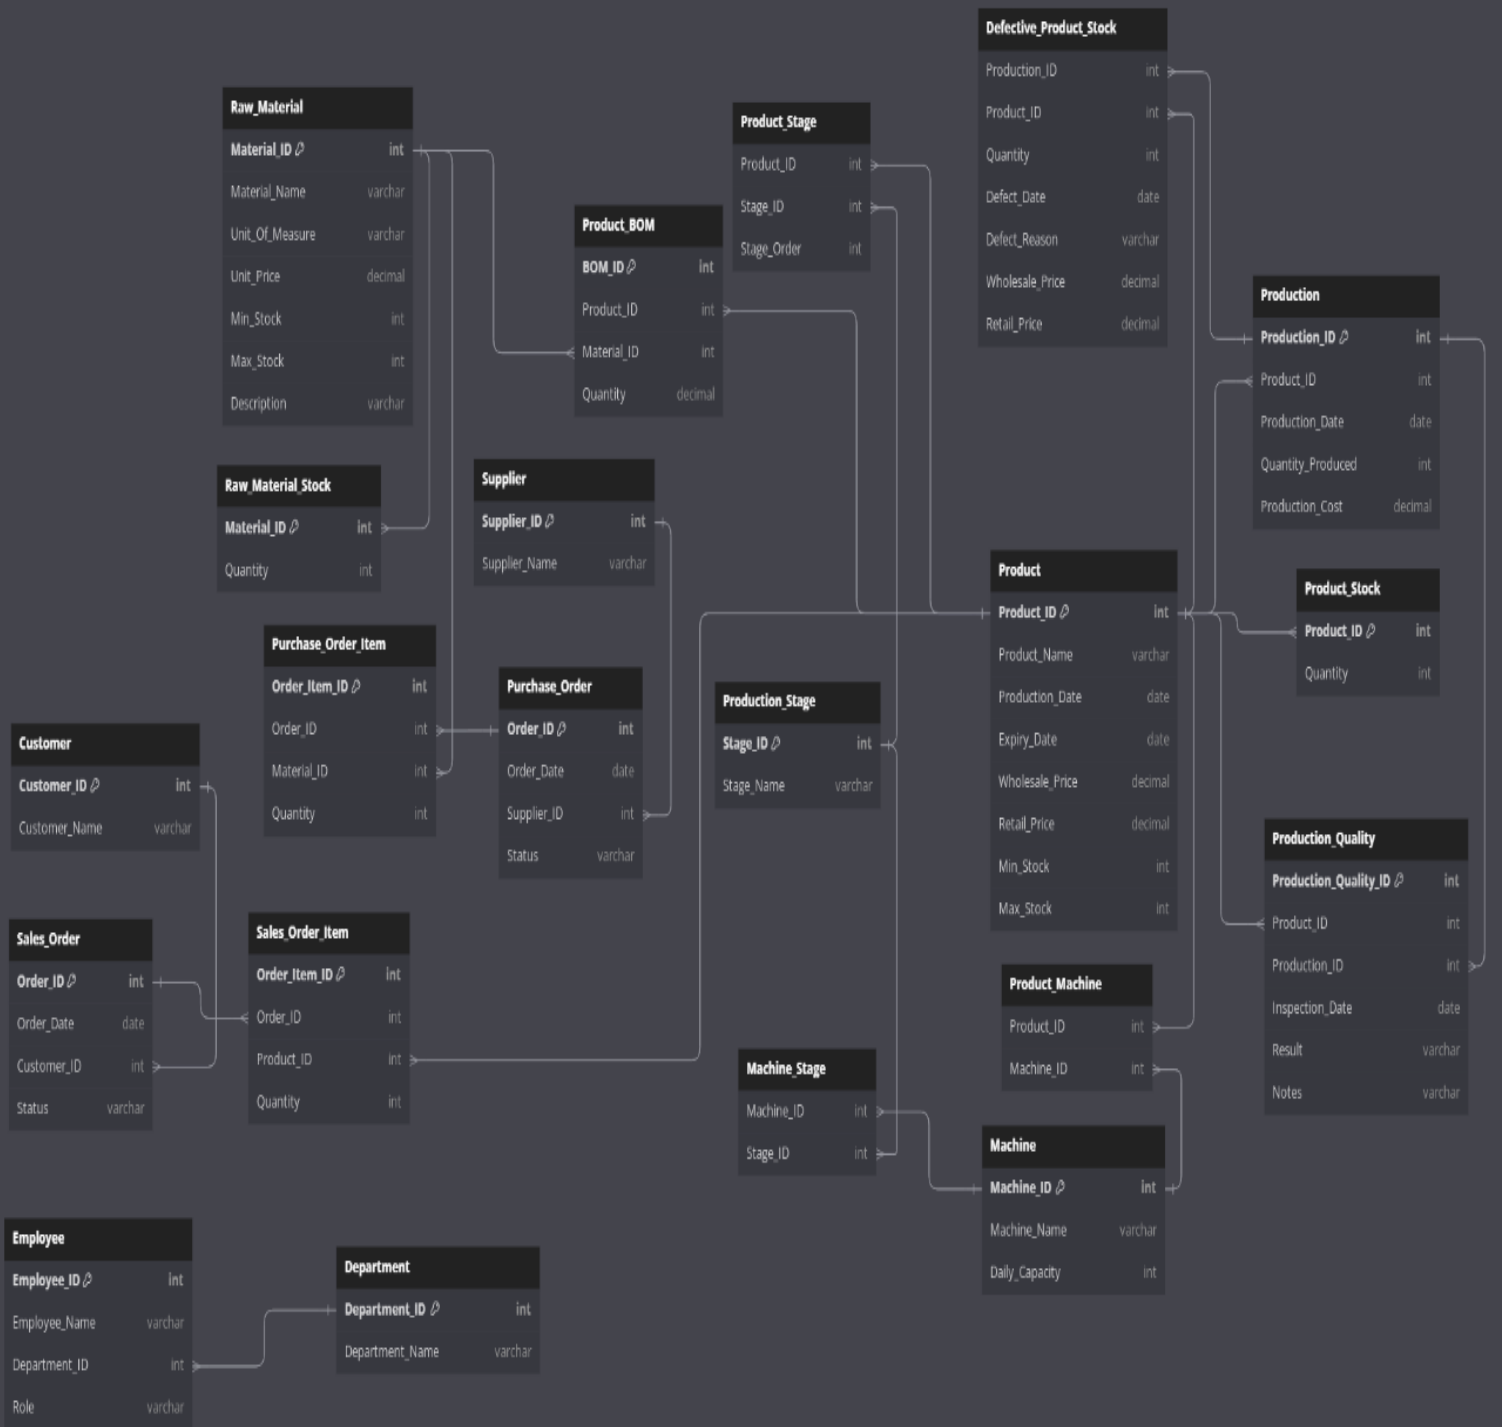 Defective_Product_Stock
Production_ID int
Product_ID int
Quantity int
Defect_Date date
Defect_Reason varchar
Wholesale_Price decimal
Retail_Price decimal
Raw_Material
Material_ID int
Material_Name varchar
Unit_Of_Measure varchar
Unit_Price decimal
Min_Stock int
Max_Stock int
Description varchar
Product_Stage
Product_ID int
Stage_ID int
Stage_Order int
Product_BOM
BOM_ID int
Product_ID int
Material_ID int
Quantity decimal
Production
Production_ID int
Product_ID int
Production_Date date
Quantity_Produced int
Production_Cost decimal
Raw_Material_Stock
Material_ID int
Quantity int
Supplier
Supplier_ID int
Supplier_Name varchar
Product
Product_ID int
Product_Name varchar
Production_Date date
Expiry_Date date
Wholesale_Price decimal
Retail_Price decimal
Min_Stock int
Max_Stock int
Product_Stock
Product_ID int
Quantity int
Purchase_Order_Item
Order_Item_ID int
Order_ID int
Material_ID int
Quantity int
Purchase_Order
Order_ID int
Order_Date date
Supplier_ID int
Status varchar
Production_Stage
Stage_ID int
Stage_Name varchar
Customer
Customer_ID int
Customer_Name varchar
Production_Quality
Production_Quality_ID int
Product_ID int
Production_ID int
Inspection_Date date
Result varchar
Notes varchar
Sales_Order
Order_ID int
Order_Date date
Customer_ID int
Status varchar
Sales_Order_Item
Order_Item_ID int
Order_ID int
Product_ID int
Quantity int
Product_Machine
Product_ID int
Machine_ID int
Machine_Stage
Machine_ID int
Stage_ID int
Machine
Machine_ID int
Machine_Name varchar
Daily_Capacity int
Employee
Employee_ID int
Employee_Name varchar
Department_ID int
Role varchar
Department
Department_ID int
Department_Name varchar